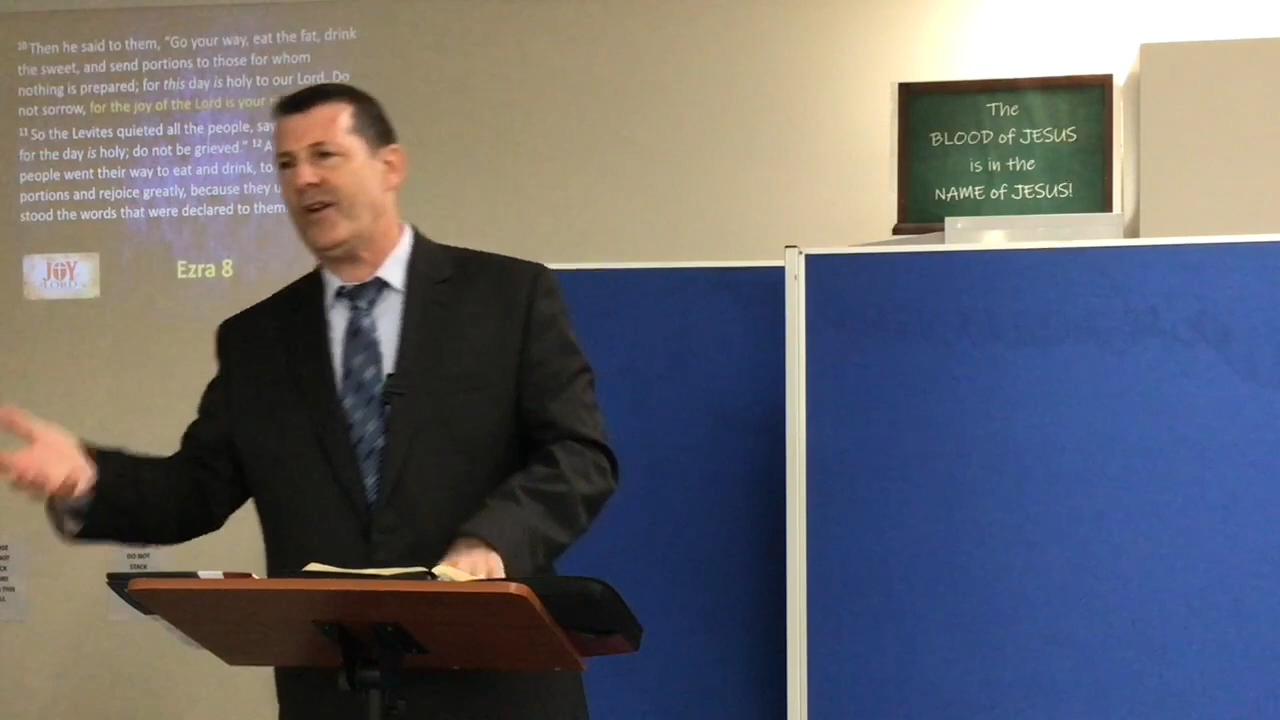 10 Then he said to them, “Go your way, eat the fat, drink
the sweet, and send portions to those for whom
nothing is prepared; for this day is holy to our Lord. Do
not sorrow, for the joy of the Lord is your
11 So the Levites quieted all the people,
for the day is holy; do not be grieved.” 12
people went their way to eat and drink, to
portions and rejoice greatly, because they
stood the words that were declared to them
JOY
LORD
Ezra 8
The
BLOOD of JESUS
is in the
NAME of JESUS!
DO NOT
STACK